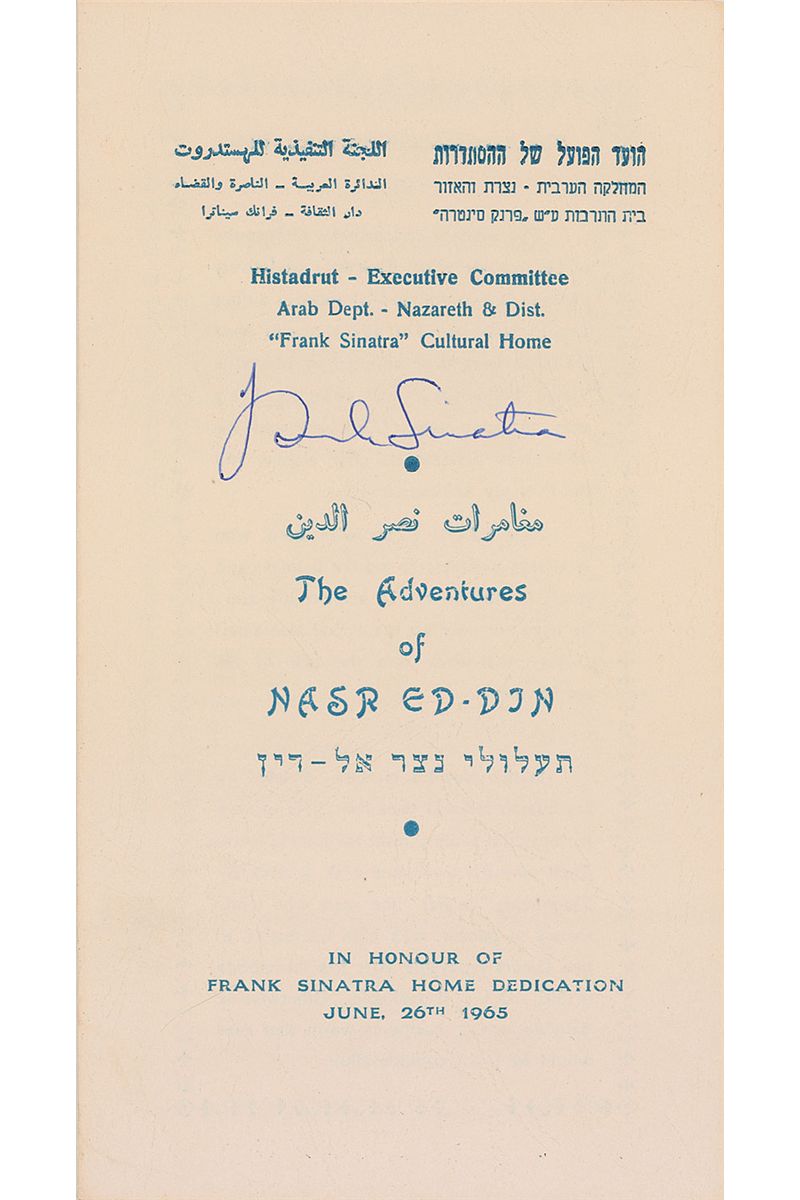 اللجنة التنفيذية للهستدروت
הועד הפועל של ההסתדרות
الدائرة العربية – الناصرة والقضاء
המחלקה הערבית - נצרת והאזור
دار الثقافة – فرانك سيناترا
בית התרבות ע״ש „פרנק סינטרה״
Histadrut - Executive Committee
Arab Dept. - Nazareth & Dist.
“Frank Sinatra” Cultural Home
Frank Sinatra
مغامرات نصر الدين
The Adventures
of
NASR ED-DIN
תעלולי נצר אל-דין
IN HONOUR OF
FRANK SINATRA HOME DEDICATION
JUNE, 26TH 1965